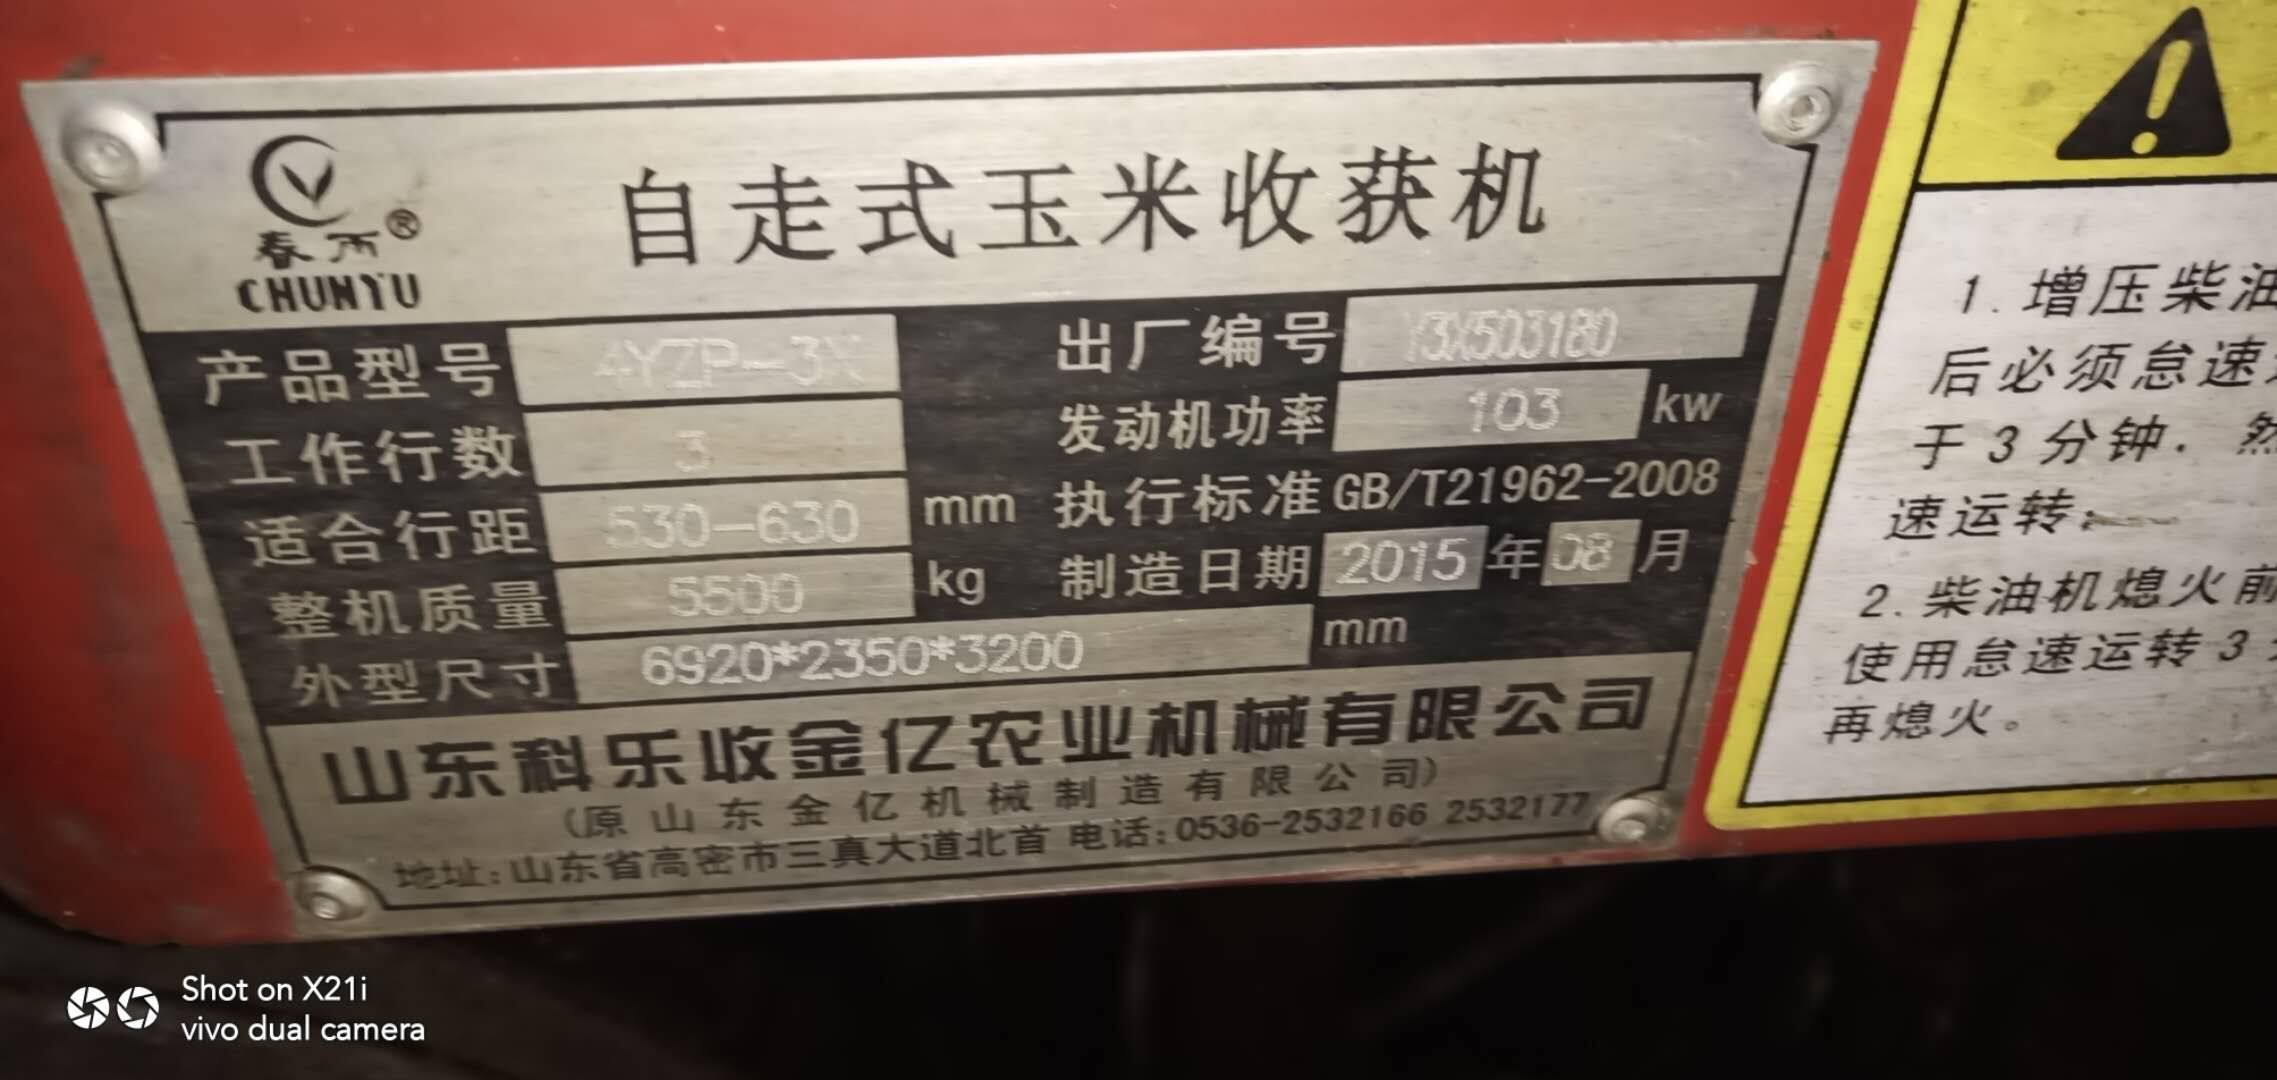 春雨®
CHUNYU
自走式玉米收获机
产品型号 4YZP-3X
出厂编号 Y3X503180
工作行数 3
发动机功率 103 kw
适合行距 530-630 mm
执行标准 GB/T21962-2008
整机质量 5500 kg
制造日期 2015 年 08 月
外型尺寸 6920*2350*3200 mm
山东科乐收金亿农业机械有限公司
(原山东金亿机械制造有限公司)
地址:山东省高密市三真大道北首 电话:0536-2532166 2532177
1.增压柴油
后必须怠速
于3分钟.然
速运转;
2.柴油机熄火前
使用怠速运转3
再熄火。
Shot on X21i
vivo dual camera